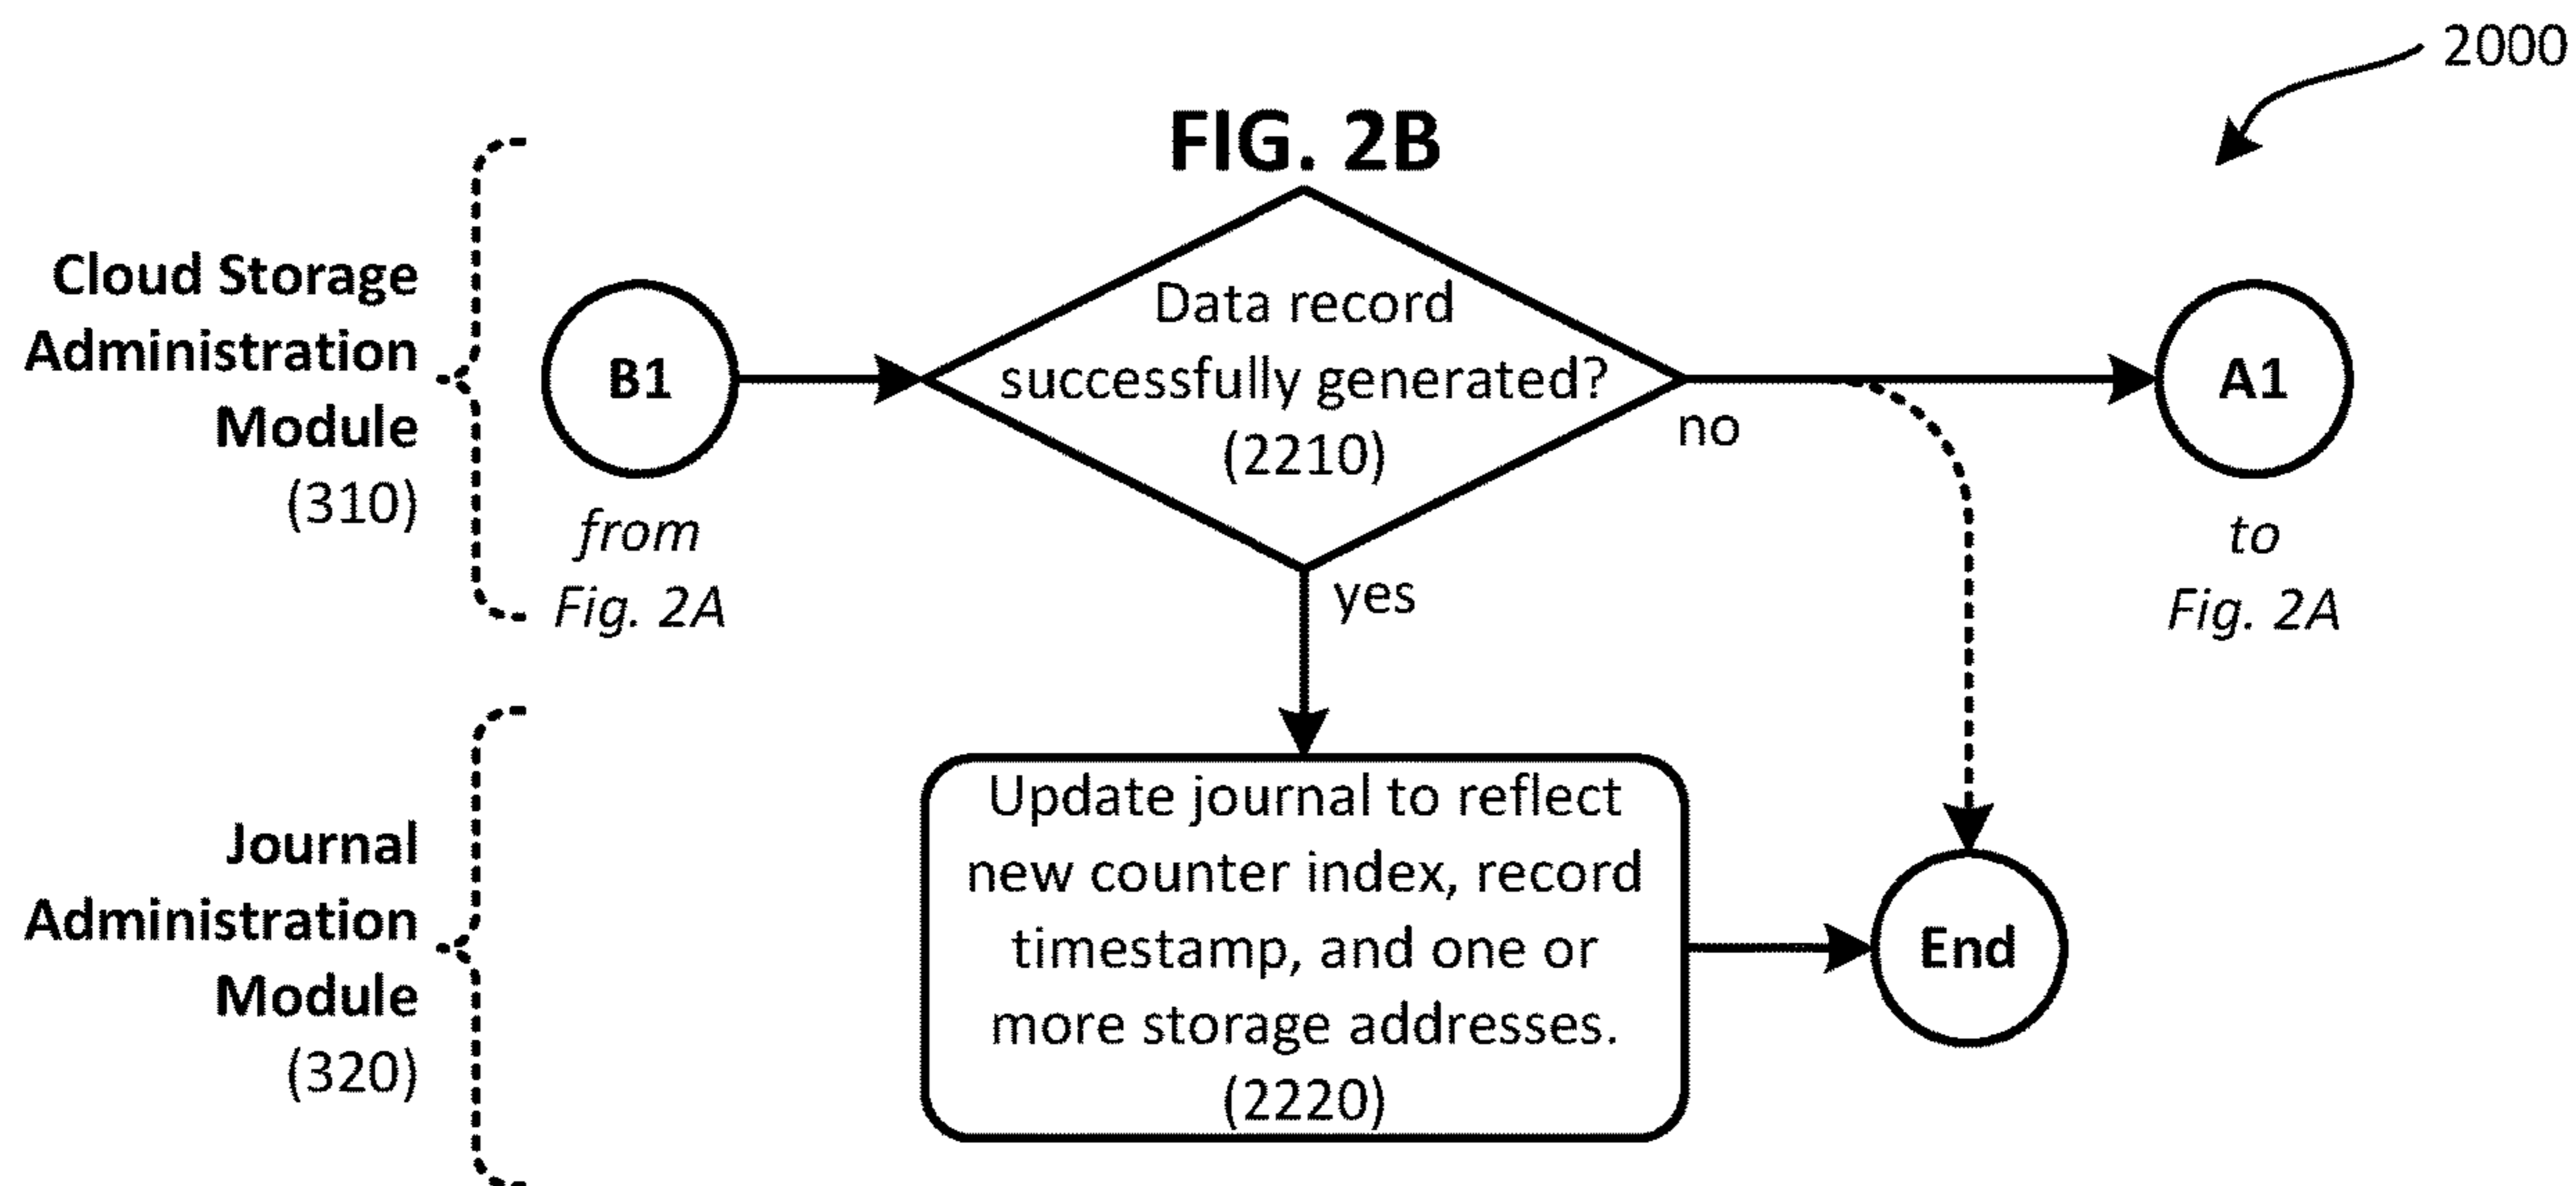 2000
FIG. 2B
Cloud Storage
Administration
Module
(310)
B1
from
Fig. 2A
Data record
successfully generated?
(2210)
no
yes
A1
to
Fig. 2A
Journal
Administration
Module
(320)
Update journal to reflect
new counter index, record
timestamp, and one or
more storage addresses.
(2220)
End